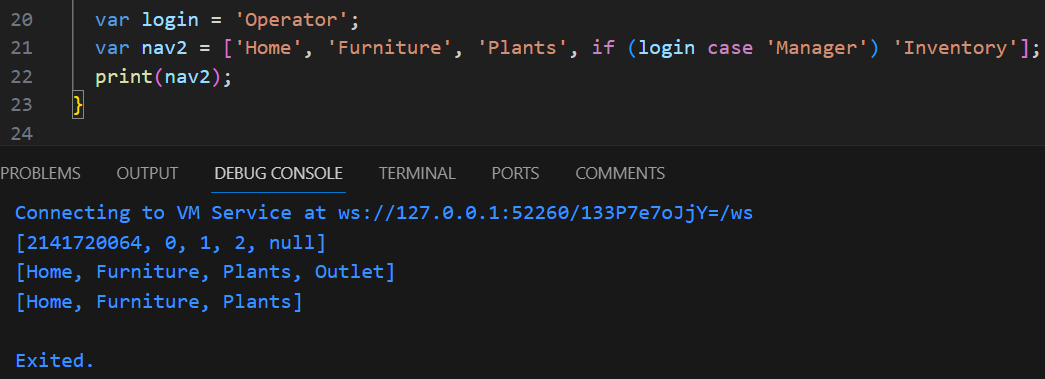 20 var login = 'Operator';
21 var nav2 = ['Home', 'Furniture', 'Plants', if (login case 'Manager') 'Inventory'];
22 print(nav2);
23 }
24
PROBLEMS OUTPUT DEBUG CONSOLE TERMINAL PORTS COMMENTS
Connecting to VM Service at ws://127.0.0.1:52260/133P7e7oJjY=/ws
[2141720064, 0, 1, 2, null]
[Home, Furniture, Plants, Outlet]
[Home, Furniture, Plants]
Exited.